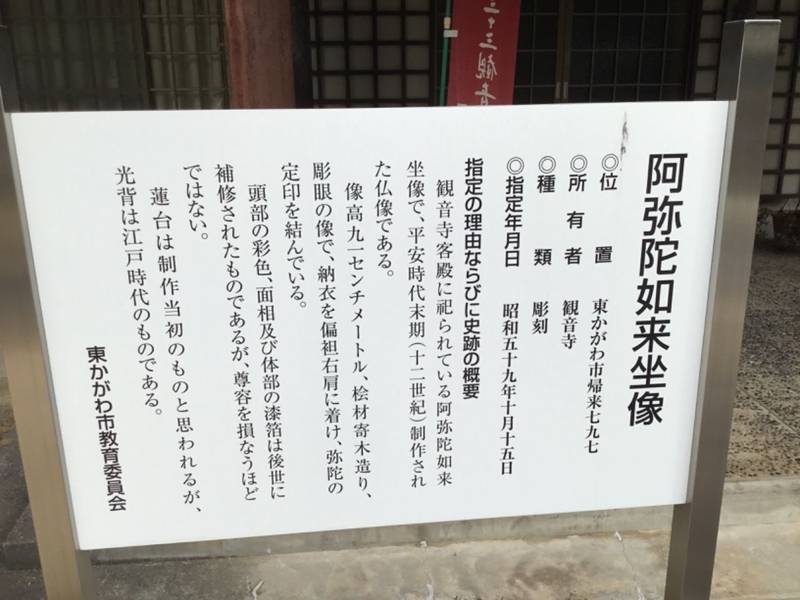 阿弥陀如来坐像
◎位置 東かがわ市帰来七九七
◎所有者 観音寺
◎種類 彫刻
◎指定年月日 昭和五十九年十月十五日
指定の理由ならびに史跡の概要
観音寺客殿に祀られている阿弥陀如来
坐像で、平安時代末期(十二世紀)制作され
た仏像である。
像高九一センチメートル、桧材寄木造り、
彫眼の像で、納衣を偏袒右肩に着け、弥陀の
定印を結んでいる。
頭部の彩色、面相及び体部の漆箔は後世に
補修されたものであるが、尊容を損なうほど
ではない。
蓮台は制作当初のものと思われるが、
光背は江戸時代のものである。
東かがわ市教育委員会
二十三観音